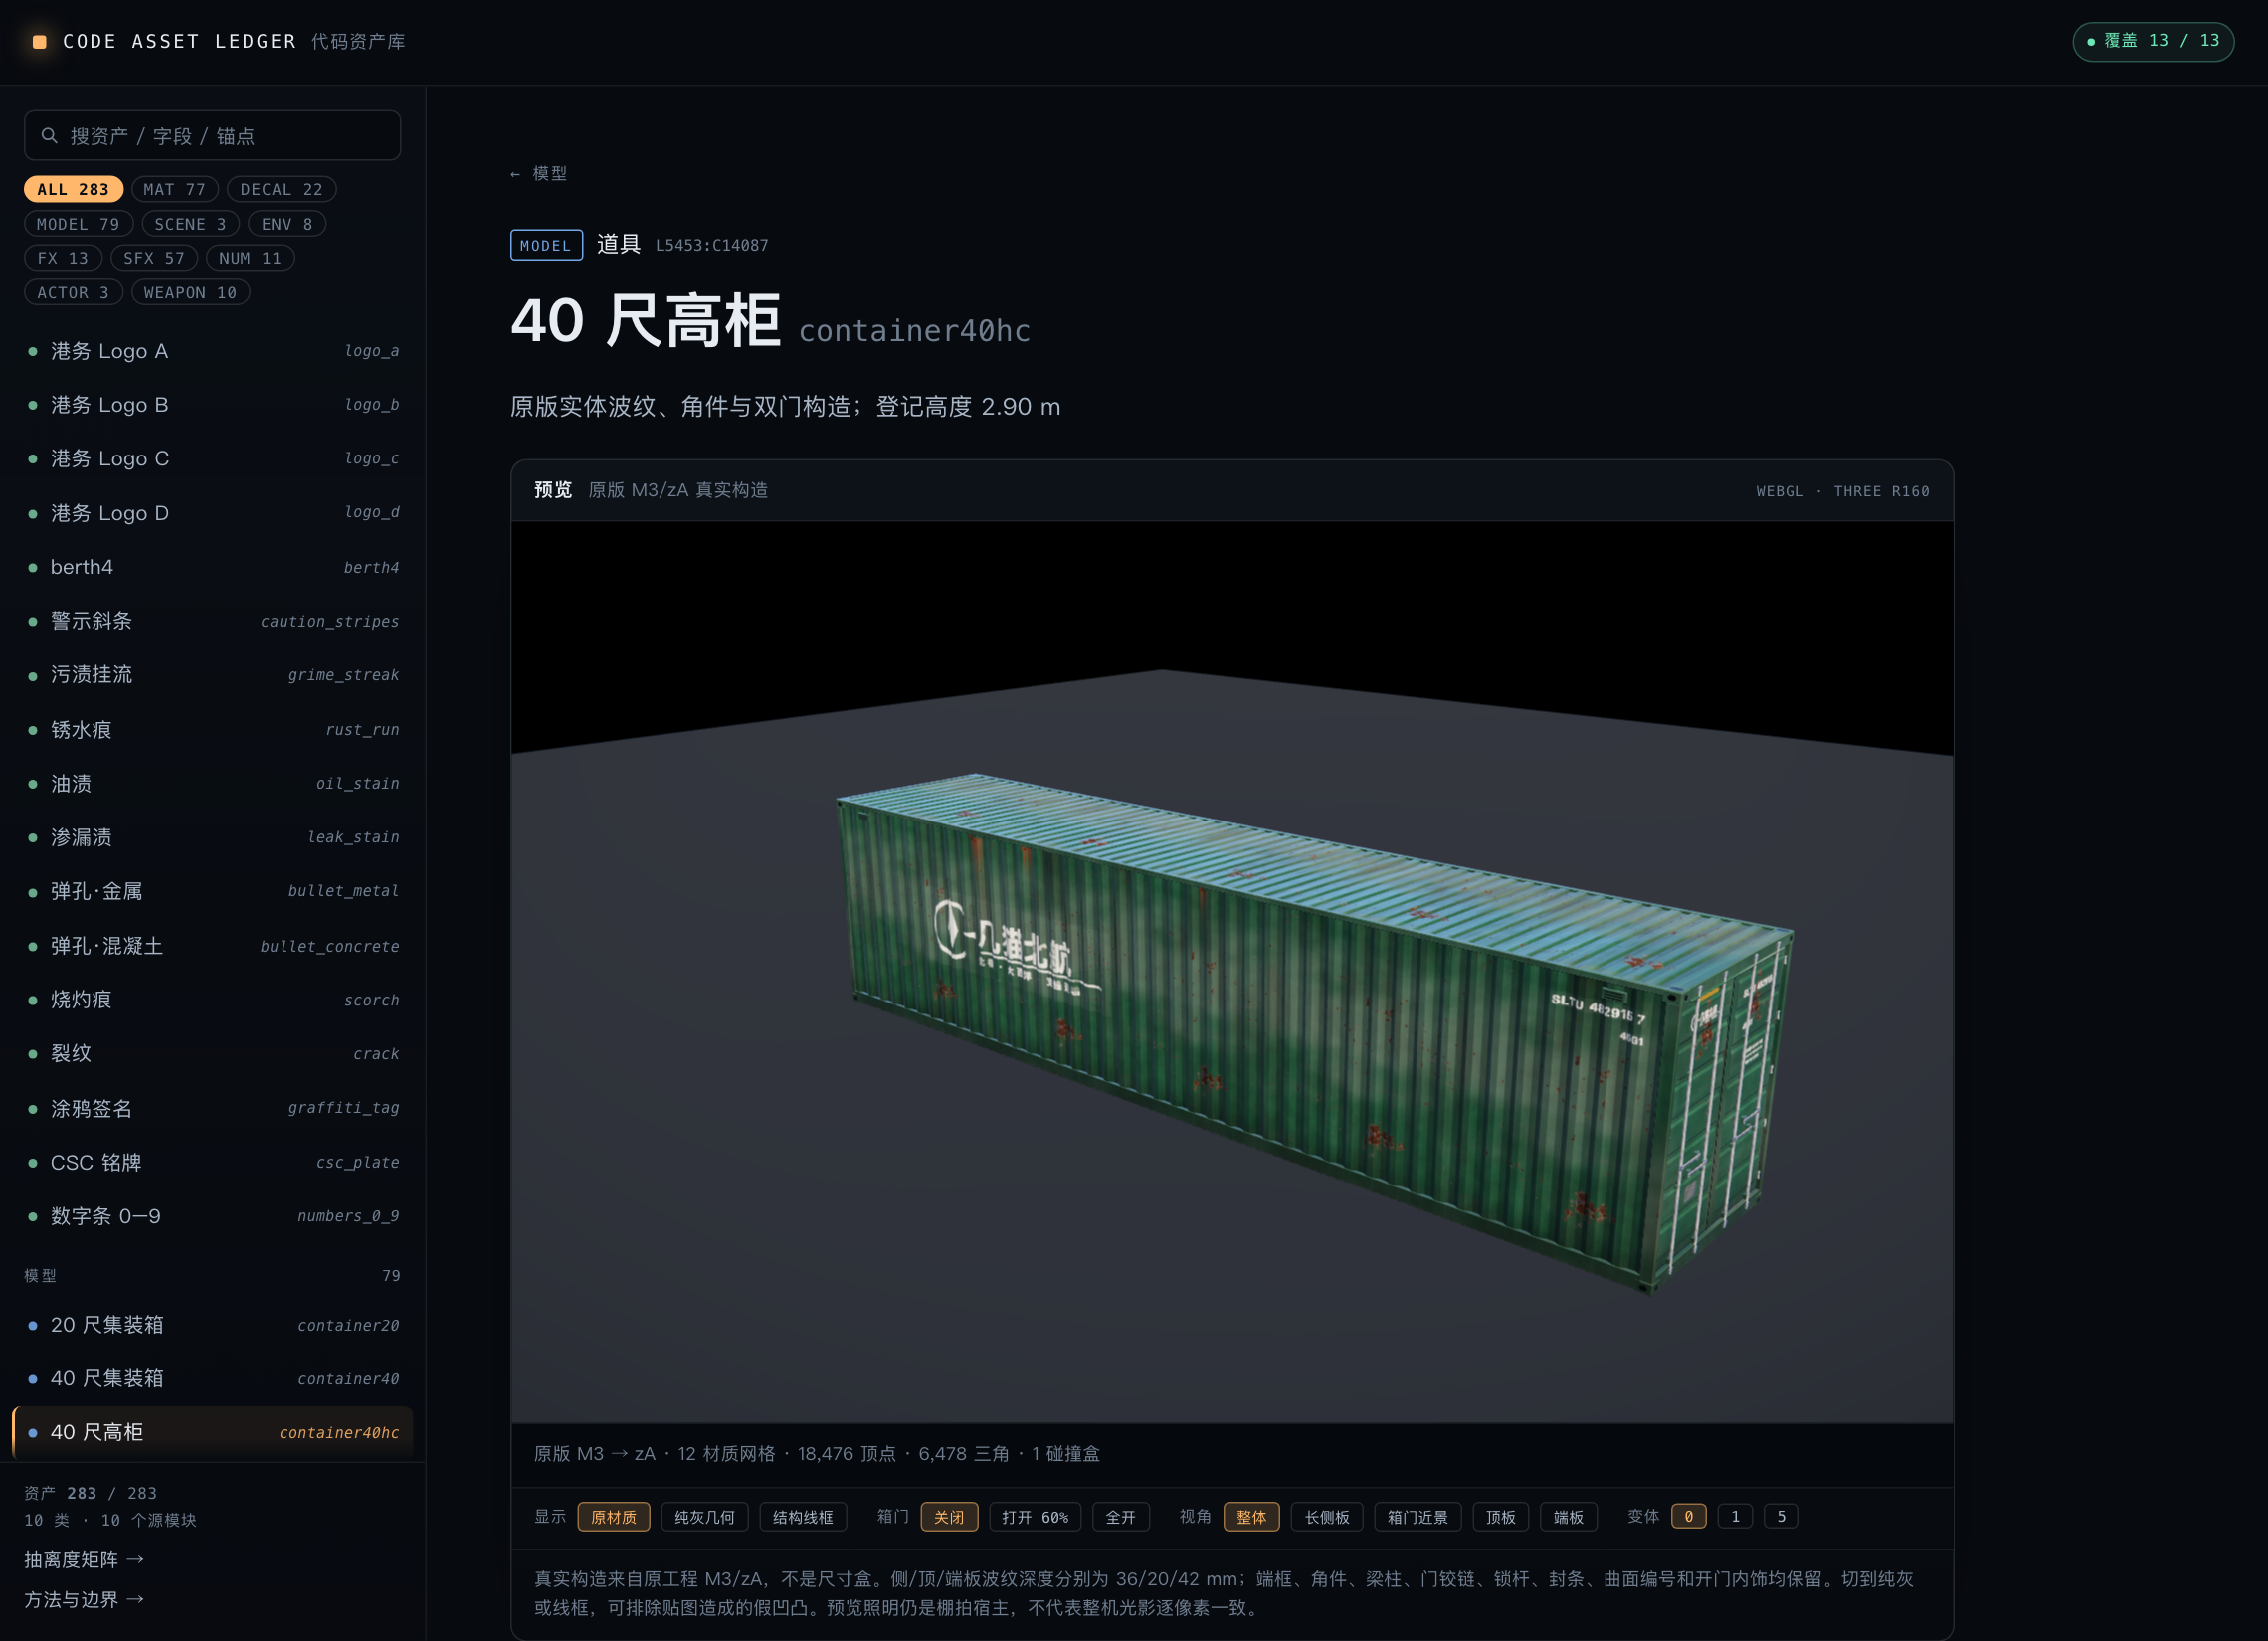 CODE ASSET LEDGER 代码资产库
覆盖 13 / 13
搜资产 / 字段 / 锚点
ALL 283 MAT 77 DECAL 22
MODEL 79 SCENE 3 ENV 8
FX 13 SFX 57 NUM 11
ACTOR 3 WEAPON 10
港务 Logo A logo_a
港务 Logo B logo_b
港务 Logo C logo_c
港务 Logo D logo_d
berth4 berth4
警示斜条 caution_stripes
污渍挂流 grime_streak
锈水痕 rust_run
油渍 oil_stain
渗漏渍 leak_stain
弹孔·金属 bullet_metal
弹孔·混凝土 bullet_concrete
烧灼痕 scorch
裂纹 crack
涂鸦签名 graffiti_tag
CSC 铭牌 csc_plate
数字条 0—9 numbers_0_9
模型 79
20 尺集装箱 container20
40 尺集装箱 container40
40 尺高柜 container40hc
资产 283 / 283
10 类 · 10 个源模块
抽离度矩阵 →
方法与边界 →
← 模型
MODEL 道具 L5453:C14087
40 尺高柜 container40hc
原版实体波纹、角件与双门构造；登记高度 2.90 m
预览 原版 M3/zA 真实构造 WEBGL · THREE R160
港北航
SLTU 482915 7
原版 M3 → zA · 12 材质网格 · 18,476 顶点 · 6,478 三角 · 1 碰撞盒
显示 原材质 纯灰几何 结构线框 箱门 关闭 打开 60% 全开 视角 整体 长侧板 箱门近景 顶板 端板 变体 0 1 5
真实构造来自原工程 M3/zA，不是尺寸盒。侧/顶/端板波纹深度分别为 36/20/42 mm；端框、角件、梁柱、门铰链、锁杆、封条、曲面编号和开门内饰均保留。切到纯灰
或线框，可排除贴图造成的假凹凸。预览照明仍是棚拍宿主，不代表整机光影逐像素一致。